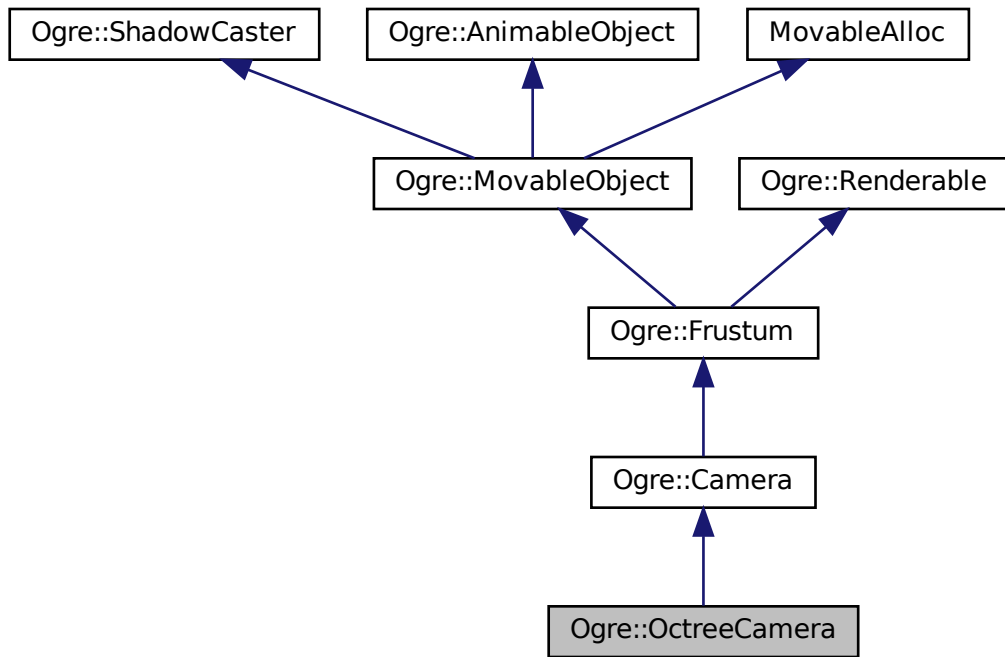 Ogre::ShadowCaster
Ogre::AnimableObject
MovableAlloc
Ogre::MovableObject
Ogre::Renderable
Ogre::Frustum
Ogre::Camera
Ogre::OctreeCamera